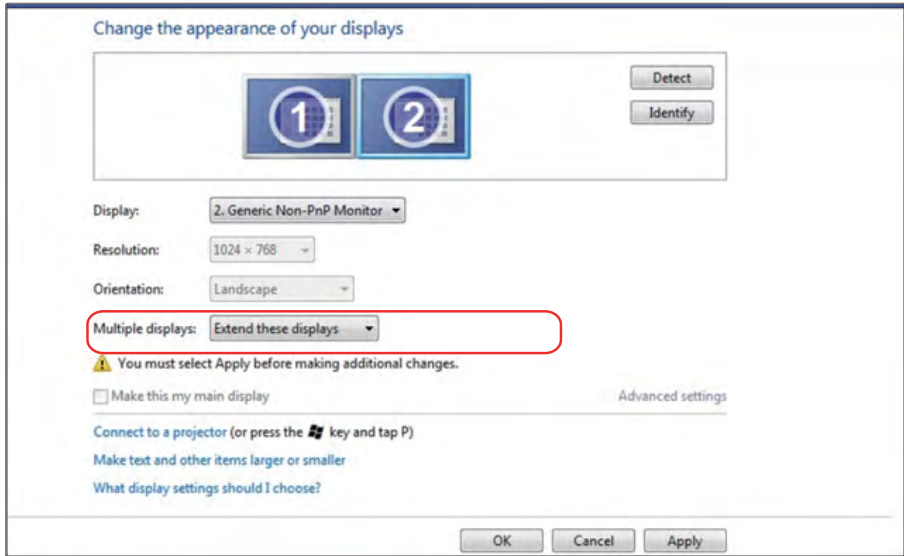 Change the appearance of your displays
1
2
Detect
Identify
Display: 2. Generic Non-PnP Monitor
Resolution: 1024 × 768
Orientation: Landscape
Multiple displays: Extend these displays
You must select Apply before making additional changes.
Make this my main display Advanced settings
Connect to a projector (or press the key and tap P)
Make text and other items larger or smaller
What display settings should I choose?
OK Cancel Apply